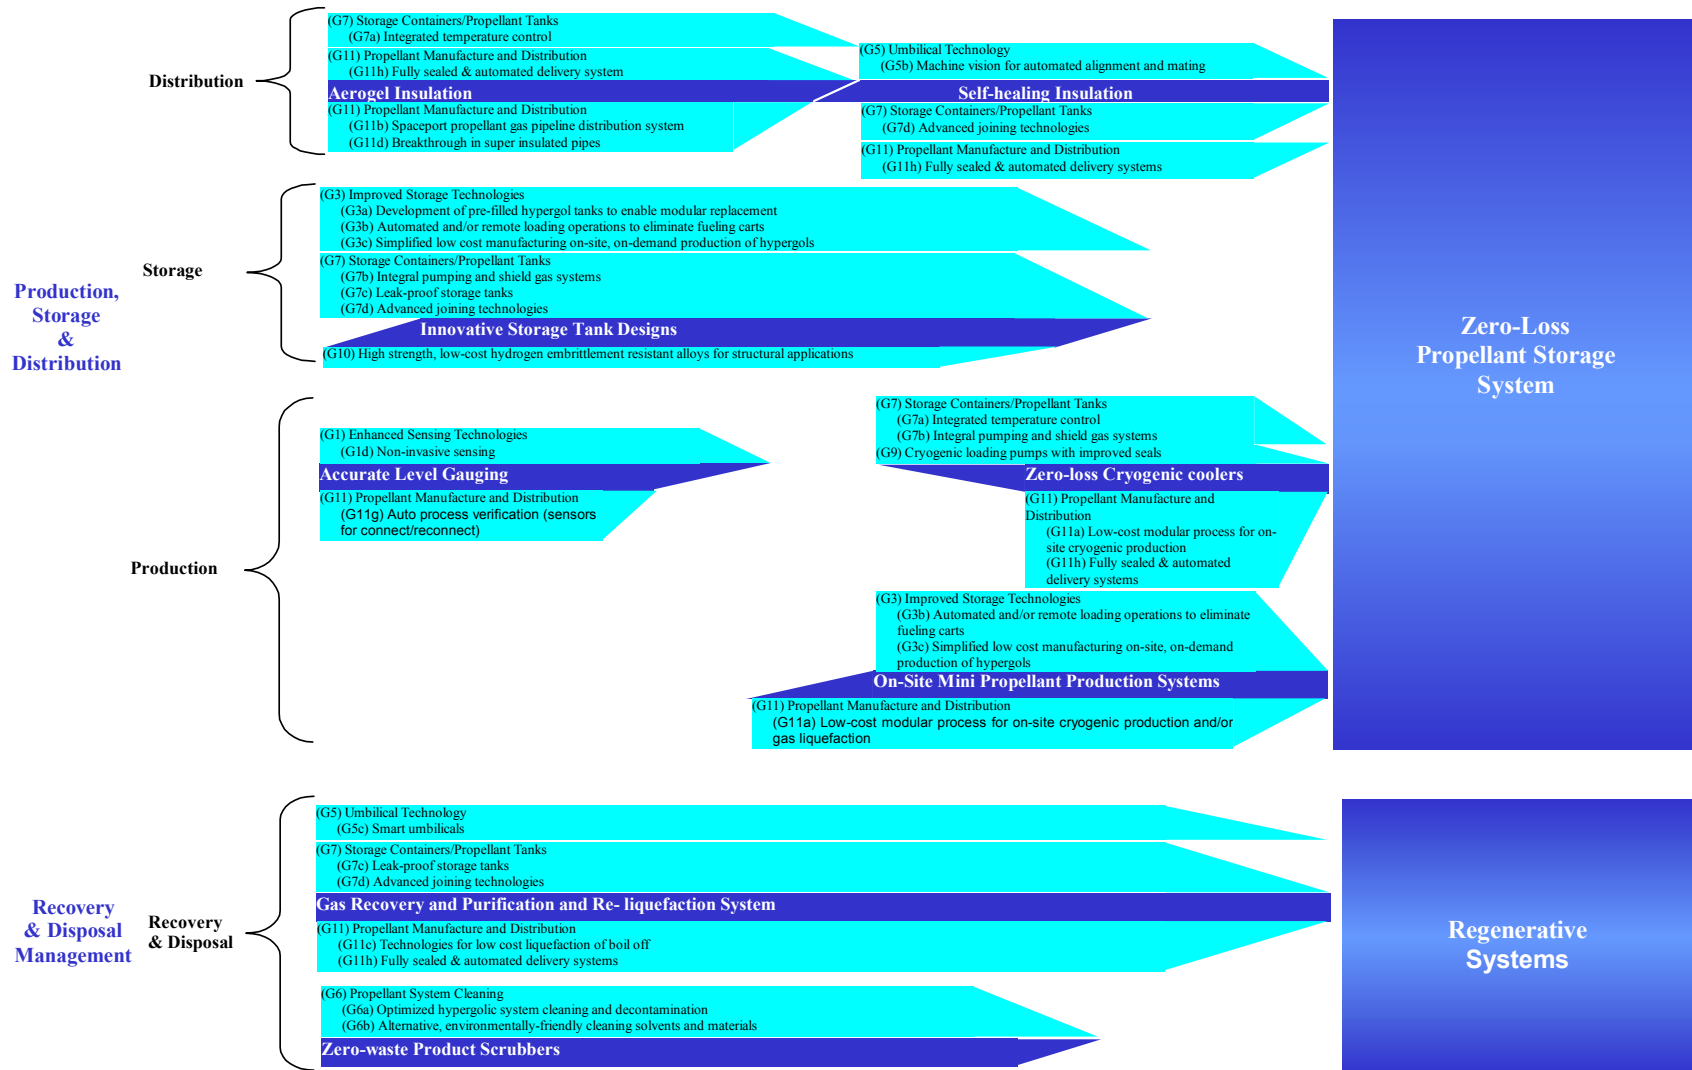 (G7) Storage Containers/Propellant Tanks
(G7a) Integrated temperature control
(G11) Propellant Manufacture and Distribution
(G11h) Fully sealed & automated delivery system
Aerogel Insulation
(G11) Propellant Manufacture and Distribution
(G11b) Spaceport propellant gas pipeline distribution system
(G11d) Breakthrough in super insulated pipes
(G5) Umbilical Technology
(G5b) Machine vision for automated alignment and mating
Self-healing Insulation
(G7) Storage Containers/Propellant Tanks
(G7d) Advanced joining technologies
(G11) Propellant Manufacture and Distribution
(G11h) Fully sealed & automated delivery systems
Distribution
(G3) Improved Storage Technologies
(G3a) Development of pre-filled hypergol tanks to enable modular replacement
(G3b) Automated and/or remote loading operations to eliminate fueling carts
(G3c) Simplified low cost manufacturing on-site, on-demand production of hypergols
(G7) Storage Containers/Propellant Tanks
(G7b) Integral pumping and shield gas systems
(G7c) Leak-proof storage tanks
(G7d) Advanced joining technologies
Innovative Storage Tank Designs
(G10) High strength, low-cost hydrogen embrittlement resistant alloys for structural applications
Storage
Production,
Storage
&
Distribution
Zero-Loss
Propellant Storage
System
(G1) Enhanced Sensing Technologies
(G1d) Non-invasive sensing
Accurate Level Gauging
(G11) Propellant Manufacture and Distribution
(G11g) Auto process verification (sensors
for connect/reconnect)
(G7) Storage Containers/Propellant Tanks
(G7a) Integrated temperature control
(G7b) Integral pumping and shield gas systems
(G9) Cryogenic loading pumps with improved seals
Zero-loss Cryogenic coolers
(G11) Propellant Manufacture and
Distribution
(G11a) Low-cost modular process for on-
site cryogenic production
(G11h) Fully sealed & automated
delivery systems
Production
(G3) Improved Storage Technologies
(G3b) Automated and/or remote loading operations to eliminate
fueling carts
(G3c) Simplified low cost manufacturing on-site, on-demand
production of hypergols
On-Site Mini Propellant Production Systems
(G11) Propellant Manufacture and Distribution
(G11a) Low-cost modular process for on-site cryogenic production and/or
gas liquefaction
(G5) Umbilical Technology
(G5c) Smart umbilicals
(G7) Storage Containers/Propellant Tanks
(G7c) Leak-proof storage tanks
(G7d) Advanced joining technologies
Gas Recovery and Purification and Re- liquefaction System
(G11) Propellant Manufacture and Distribution
(G11c) Technologies for low cost liquefaction of boil off
(G11h) Fully sealed & automated delivery systems
(G6) Propellant System Cleaning
(G6a) Optimized hypergolic system cleaning and decontamination
(G6b) Alternative, environmentally-friendly cleaning solvents and materials
Zero-waste Product Scrubbers
Recovery
& Disposal
Management
Recovery
& Disposal
Regenerative
Systems